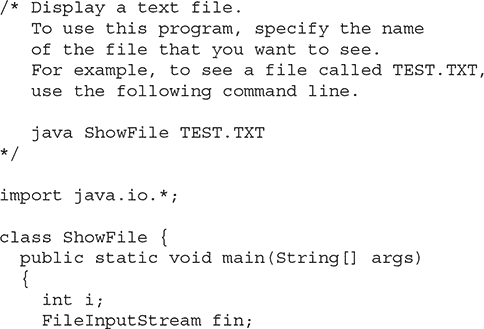 /* Display a text file.
   To use this program, specify the name
   of the file that you want to see.
   For example, to see a file called TEST.TXT,
   use the following command line.

   java ShowFile TEST.TXT
*/

import java.io.*;

class ShowFile {
  public static void main(String[] args)
  {
    int i;
    FileInputStream fin;